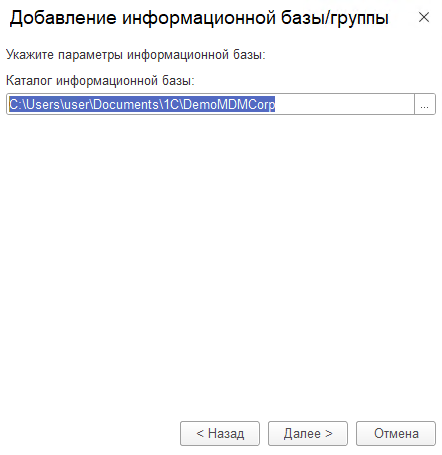 Добавление информационной базы/группы
Укажите параметры информационной базы:
Каталог информационной базы:
C:\Users\user\Documents\1C\DemoMDMCorp
...
< Назад
Далее >
Отмена